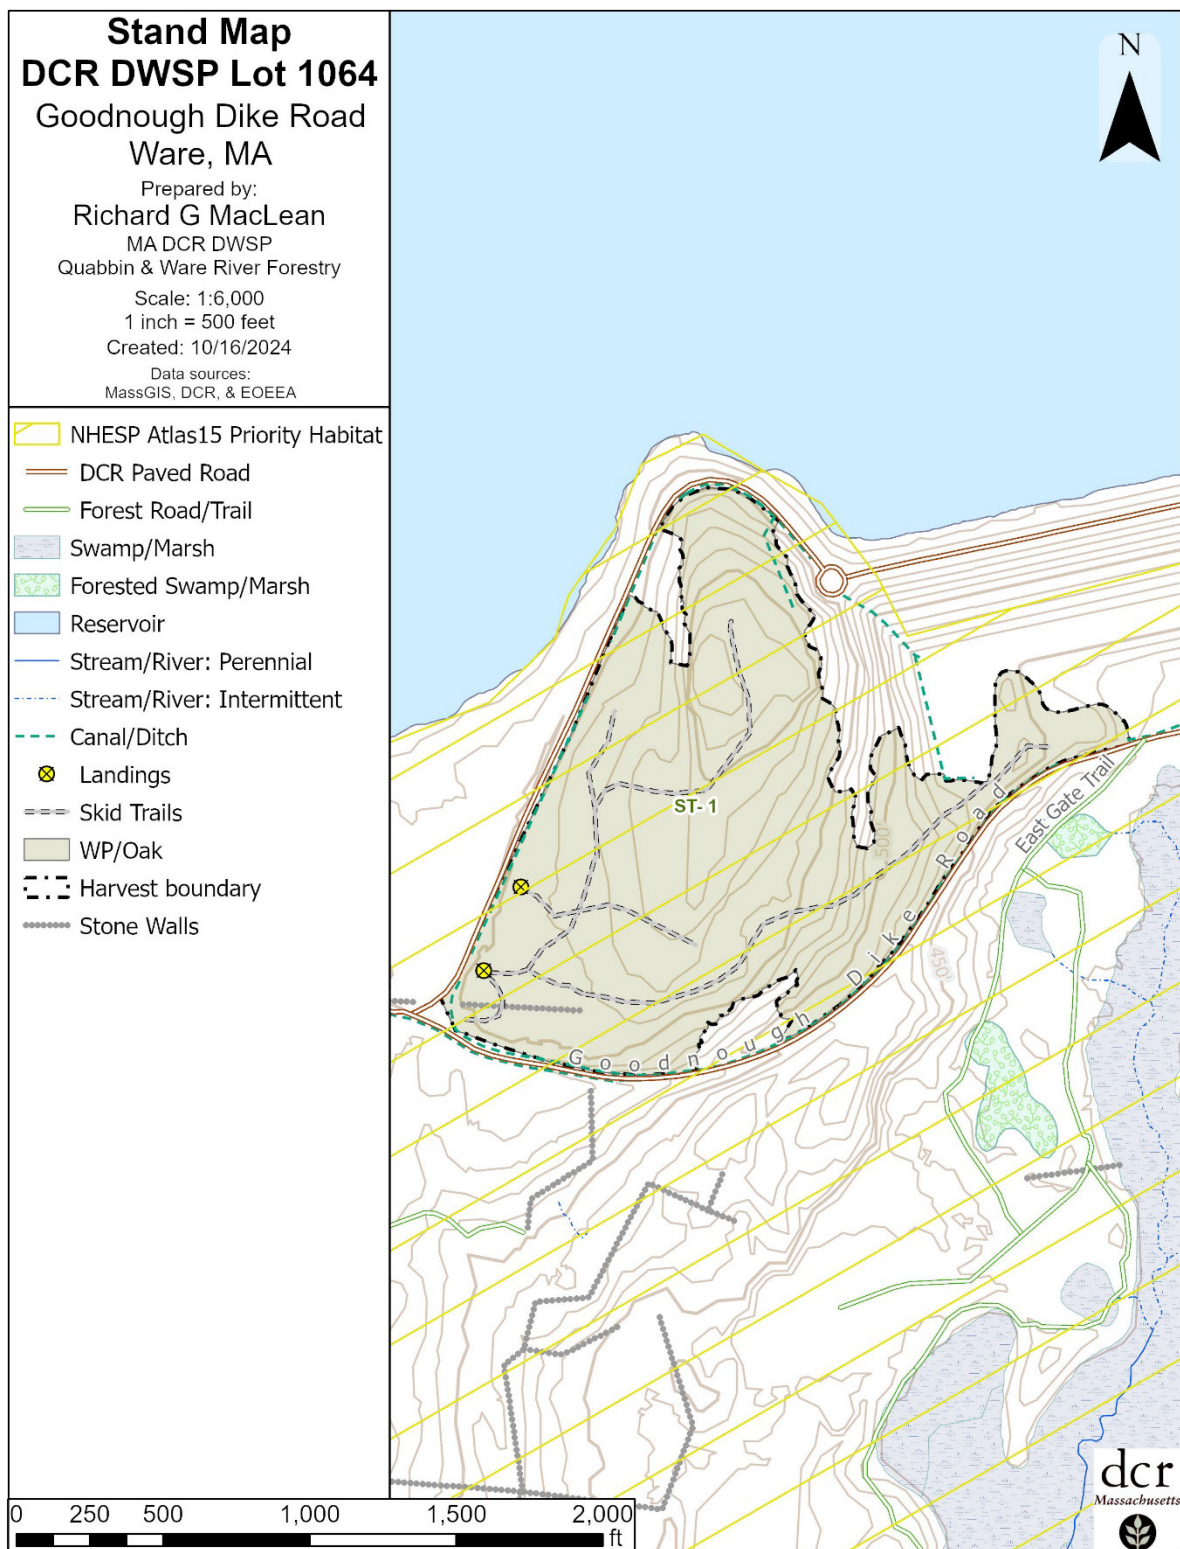 Stand Map
DCR DWSP Lot 1064
Goodnough Dike Road
Ware, MA
Prepared by:
Richard G MacLean
MA DCR DWSP
Quabbin & Ware River Forestry
Scale: 1:6,000
1 inch = 500 feet
Created: 10/16/2024
Data sources:
MassGIS, DCR, & EOEEA
NHESP Atlas15 Priority Habitat
DCR Paved Road
Forest Road/Trail
Swamp/Marsh
Forested Swamp/Marsh
Reservoir
Stream/River: Perennial
Stream/River: Intermittent
Canal/Ditch
Landings
Skid Trails
WP/Oak
Harvest boundary
Stone Walls
0 250 500 1,000 1,500 2,000
ft
N
ST- 1
500
East Gate Trail
450
Goodnough Dike Road
dcr
Massachusetts